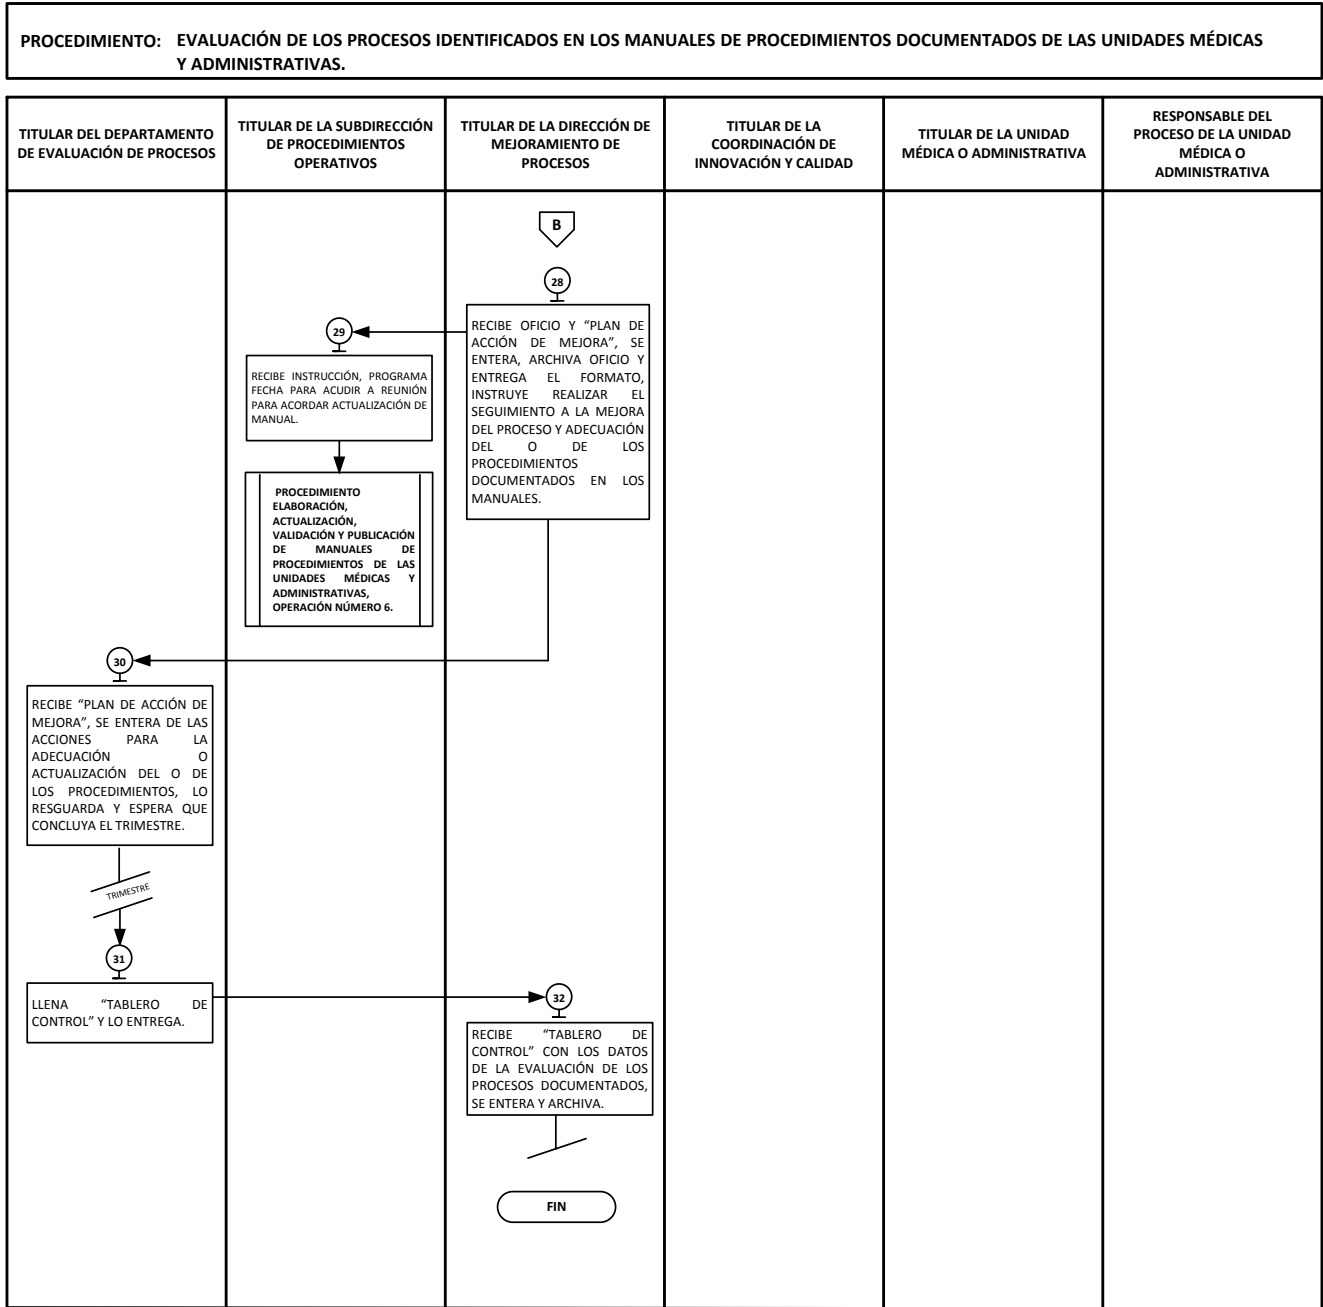 PROCEDIMIENTO: EVALUACIÓN DE LOS PROCESOS IDENTIFICADOS EN LOS MANUALES DE PROCEDIMIENTOS DOCUMENTADOS DE LAS UNIDADES MÉDICAS
Y ADMINISTRATIVAS.
TITULAR DEL DEPARTAMENTO
DE EVALUACIÓN DE PROCESOS
TITULAR DE LA SUBDIRECCIÓN
DE PROCEDIMIENTOS
OPERATIVOS
TITULAR DE LA DIRECCIÓN DE
MEJORAMIENTO DE
PROCESOS
TITULAR DE LA
COORDINACIÓN DE
INNOVACIÓN Y CALIDAD
TITULAR DE LA UNIDAD
MÉDICA O ADMINISTRATIVA
RESPONSABLE DEL
PROCESO DE LA UNIDAD
MÉDICA O
ADMINISTRATIVA
B
28
RECIBE OFICIO Y “PLAN DE
ACCIÓN DE MEJORA”, SE
ENTERA, ARCHIVA OFICIO Y
ENTREGA EL FORMATO,
INSTRUYE REALIZAR EL
SEGUIMIENTO A LA MEJORA
DEL PROCESO Y ADECUACIÓN
DEL O DE LOS
PROCEDIMIENTOS
DOCUMENTADOS EN LOS
MANUALES.
29
RECIBE INSTRUCCIÓN, PROGRAMA
FECHA PARA ACUDIR A REUNIÓN
PARA ACORDAR ACTUALIZACIÓN DE
MANUAL.
PROCEDIMIENTO
ELABORACIÓN,
ACTUALIZACIÓN,
VALIDACIÓN Y PUBLICACIÓN
DE MANUALES DE
PROCEDIMIENTOS DE LAS
UNIDADES MÉDICAS Y
ADMINISTRATIVAS,
OPERACIÓN NÚMERO 6.
30
RECIBE “PLAN DE ACCIÓN DE
MEJORA”, SE ENTERA DE LAS
ACCIONES PARA LA
ADECUACIÓN O
ACTUALIZACIÓN DEL O DE
LOS PROCEDIMIENTOS, LO
RESGUARDA Y ESPERA QUE
CONCLUYA EL TRIMESTRE.
TRIMESTRE
31
LLENA “TABLERO DE
CONTROL” Y LO ENTREGA.
32
RECIBE “TABLERO DE
CONTROL” CON LOS DATOS
DE LA EVALUACIÓN DE LOS
PROCESOS DOCUMENTADOS,
SE ENTERA Y ARCHIVA.
FIN